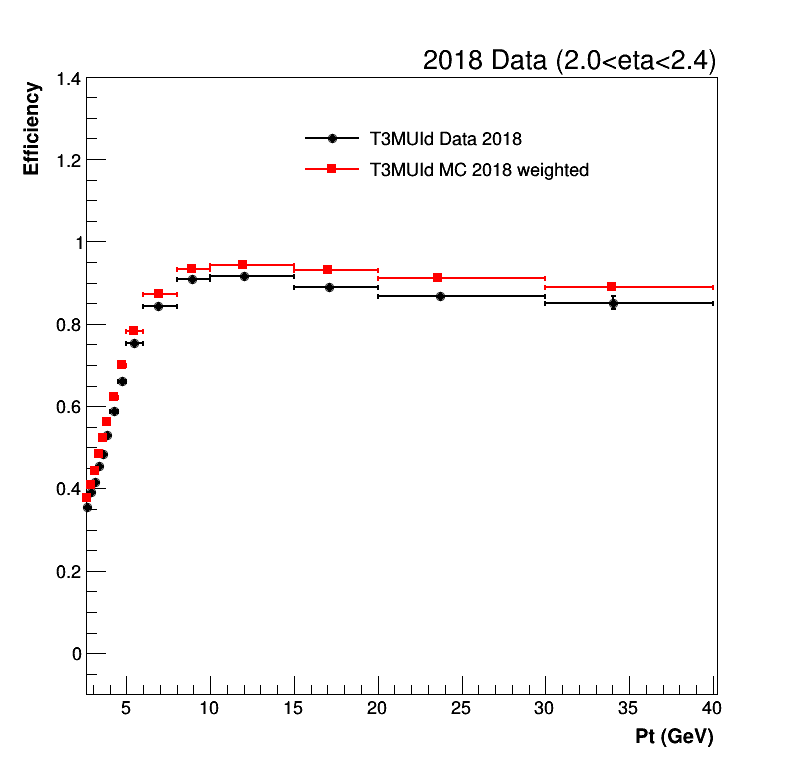 2018 Data (2.0<eta<2.4)
Efficiency
1.4
1.2
1
0.8
0.6
0.4
0.2
0
T3MUId Data 2018
T3MUId MC 2018 weighted
5 10 15 20 25 30 35 40
Pt (GeV)